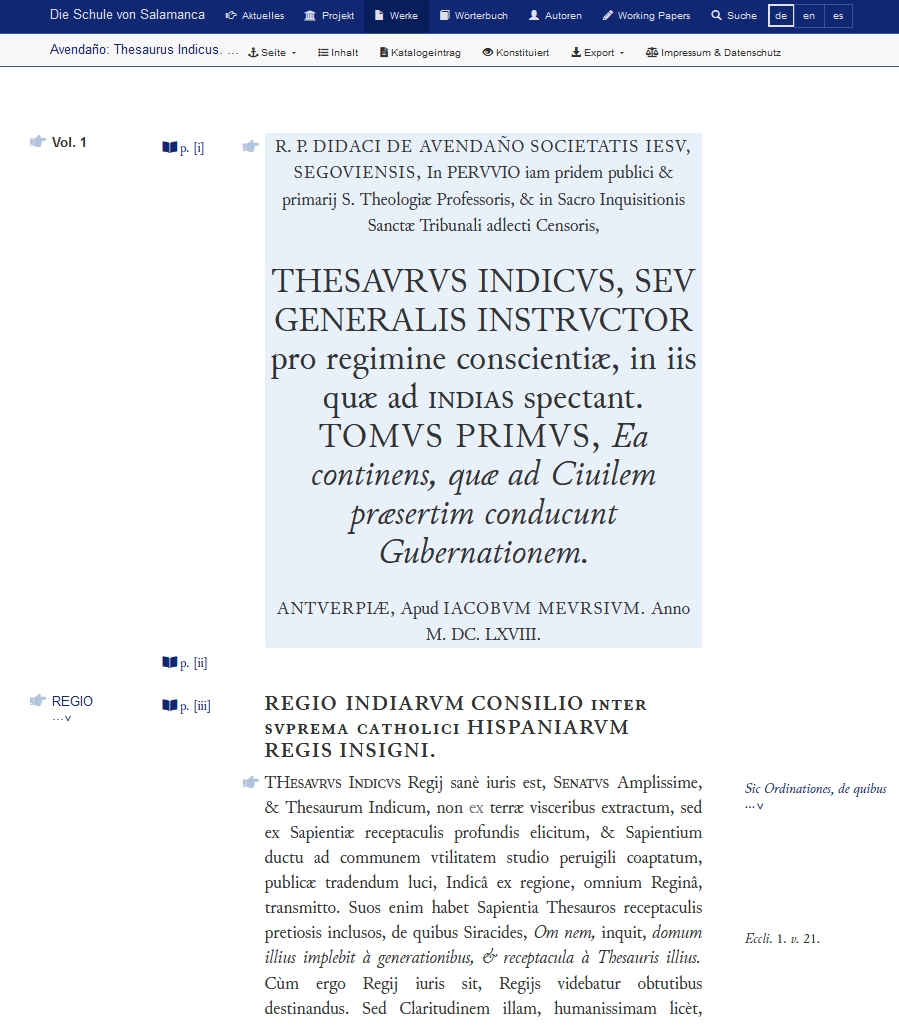 Die Schule von Salamanca Aktuelles Projekt Werke Wörterbuch Autoren Working Papers Suche de en es
Avendaño: Thesaurus Indicus. ... Seite Inhalt Katalogeintrag Konstituiert Export Impressum & Datenschutz
Vol. 1
p. [i]
R. P. DIDACI DE AVENDAÑO SOCIETATIS IESV,
SEGOVIENSIS, In PERVVIO iam pridem publici &
primarij S. Theologiæ Professoris, & in Sacro Inquisitionis
Sanctæ Tribunali adlecti Censoris,
THESAVRVS INDICVS, SEV
GENERALIS INSTRVCTOR
pro regimine conscientiæ, in iis
quæ ad INDIAS spectant.
TOMVS PRIMVS, Ea
continens, quæ ad Ciuilem
præsertim conducunt
Gubernationem.
ANTVERPIÆ, Apud IACOBVM MEVRSIVM. Anno
M. DC. LXVIII.
p. [ii]
REGIO
...v
p. [iii]
REGIO INDIARVM CONSILIO INTER
SVPREMA CATHOLICI HISPANIARVM
REGIS INSIGNI.
THESAVRVS INDICVS Regij sanè iuris est, SENATVS Amplissime,
& Thesaurum Indicum, non ex terræ visceribus extractum, sed
ex Sapientiæ receptaculis profundis elicitum, & Sapientium
ductu ad communem vtilitatem studio peruigili coaptatum,
publicæ tradendum luci, Indicâ ex regione, omnium Reginâ,
transmitto. Suos enim habet Sapientia Thesauros receptaculis
pretiosis inclusos, de quibus Siracides, Om nem, inquit, domum
illius implebit à generationibus, & receptacula à Thesauris illius.
Cùm ergo Regij iuris sit, Regijs videbatur obtutibus
destinandus. Sed Claritudinem illam, humanissimam licèt,
Sic Ordinationes, de quibus
...v
Eccli. 1. v. 21.